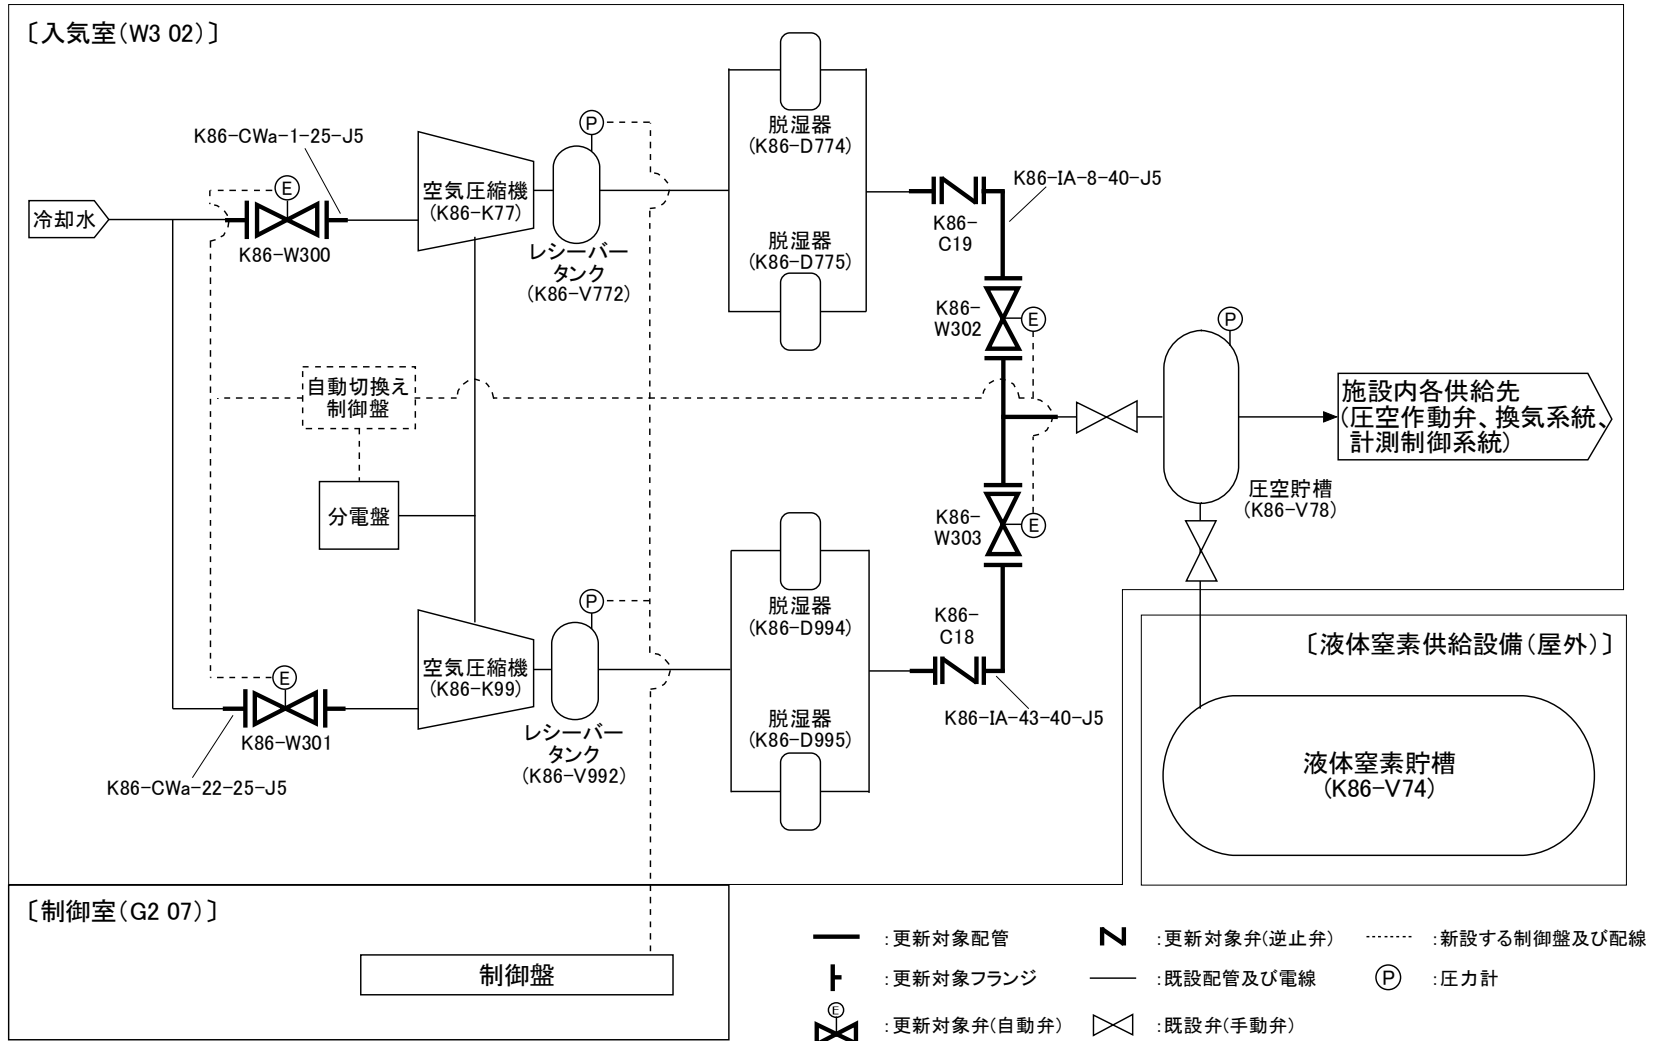 〔入気室(W3 02)〕
K86-CWa-1-25-J5
E
冷却水
K86-W300
空気圧縮機
(K86-K77)
P
レシーバー
タンク
(K86-V772)
脱湿器
(K86-D774)
脱湿器
(K86-D775)
K86-
C19
K86-IA-8-40-J5
K86-
W302
E
P
自動切換え
制御盤
施設内各供給先
(圧空作動弁、換気系統、
計測制御系統)
分電盤
圧空貯槽
(K86-V78)
K86-
W303
E
E
K86-W301
K86-CWa-22-25-J5
空気圧縮機
(K86-K99)
P
レシーバー
タンク
(K86-V992)
脱湿器
(K86-D994)
脱湿器
(K86-D995)
K86-
C18
K86-IA-43-40-J5
〔液体窒素供給設備(屋外)〕
液体窒素貯槽
(K86-V74)
〔制御室(G2 07)〕
制御盤
:更新対象配管
:更新対象弁(逆止弁)
:新設する制御盤及び配線
:更新対象フランジ
:既設配管及び電線
P
:圧力計
E
:更新対象弁(自動弁)
:既設弁(手動弁)